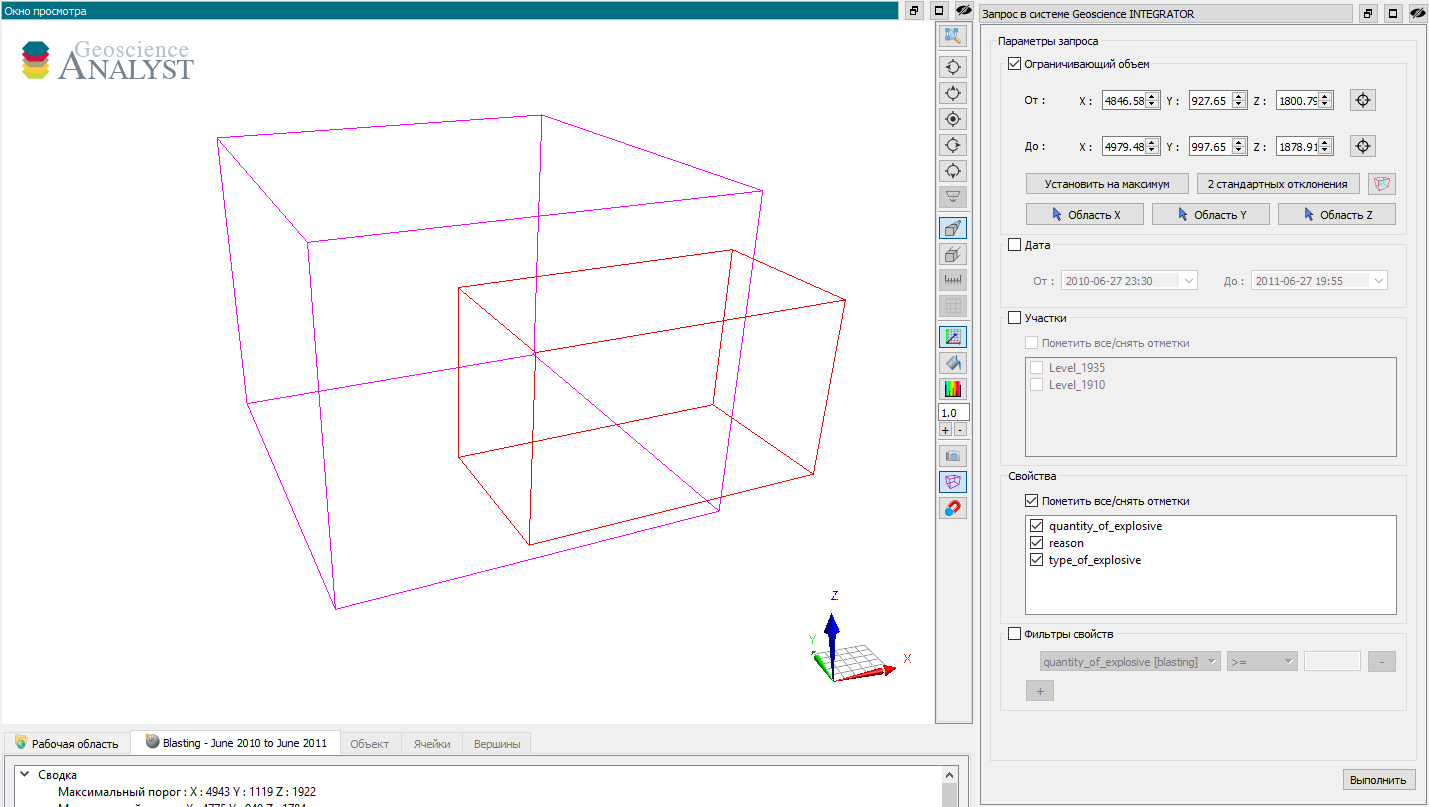 Окно просмотра
Geoscience
ANALYST
Z
Y
X
1.0
+ -
Рабочая область
Blasting - June 2010 to June 2011
Объект
Ячейки
Вершины
Сводка
Максимальный порог : X : 4943 Y : 1119 Z : 1922
Запрос в системе Geoscience INTEGRATOR
Параметры запроса
Ограничивающий объем
От : X : 4846.58 Y : 927.65 Z : 1800.79
До : X : 4979.48 Y : 997.65 Z : 1878.91
Установить на максимум
2 стандартных отклонения
Область X
Область Y
Область Z
Дата
От : 2010-06-27 23:30 До : 2011-06-27 19:55
Участки
Пометить все/снять отметки
Level_1935
Level_1910
Свойства
Пометить все/снять отметки
quantity_of_explosive
reason
type_of_explosive
Фильтры свойств
quantity_of_explosive [blasting] >= -
+
Выполнить